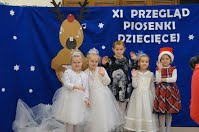 XI PRZEGLĄD
PIOSENKI
DZIECIĘCEJ